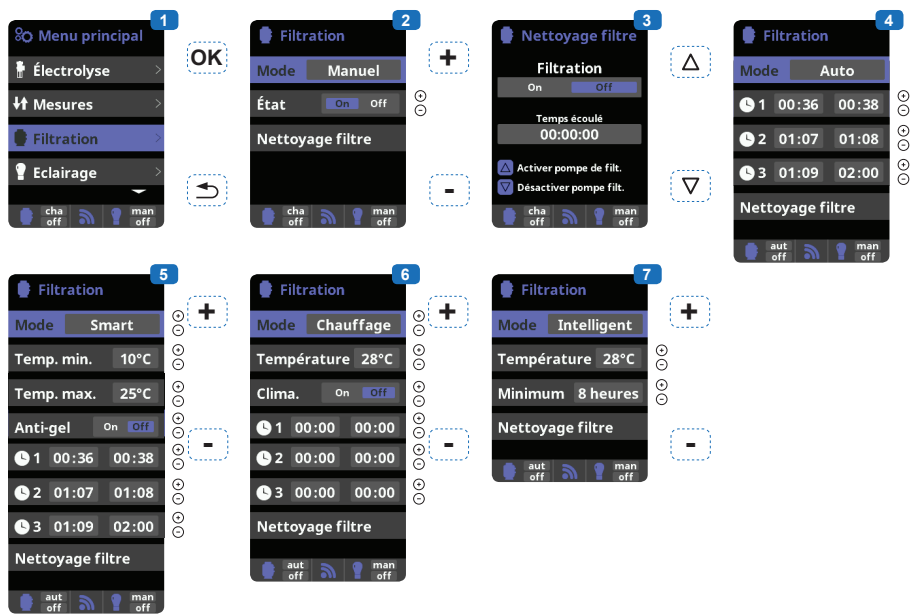 1
Menu principal
Électrolyse
Mesures
Filtration
Eclairage
cha off
man off
OK
2
Filtration
Mode Manuel
État On Off
Nettoyage filtre
cha off
man off
+
-
3
Nettoyage filtre
Filtration
On Off
Temps écoulé
00:00:00
Activer pompe de filt.
Désactiver pompe filt.
cha off
man off
4
Filtration
Mode Auto
1 00:36 00:38
2 01:07 01:08
3 01:09 02:00
Nettoyage filtre
aut off
man off
5
Filtration
Mode Smart
Temp. min. 10°C
Temp. max. 25°C
Anti-gel On Off
1 00:36 00:38
2 01:07 01:08
3 01:09 02:00
Nettoyage filtre
aut off
man off
+
-
6
Filtration
Mode Chauffage
Température 28°C
Clima. On Off
1 00:00 00:00
2 00:00 00:00
3 00:00 00:00
Nettoyage filtre
aut off
man off
+
-
7
Filtration
Mode Intelligent
Température 28°C
Minimum 8 heures
Nettoyage filtre
aut off
man off
+
-